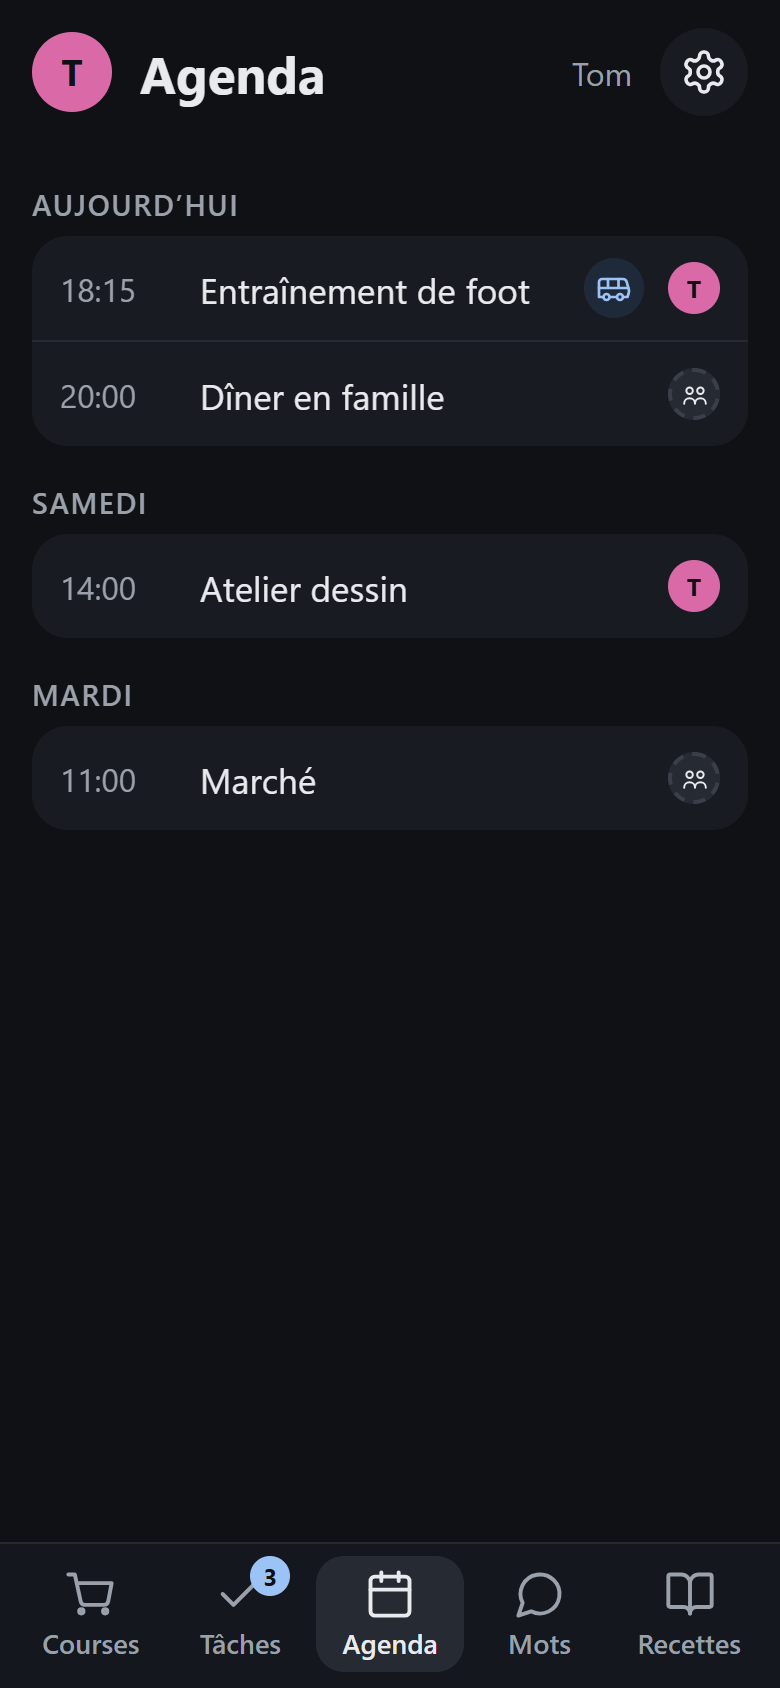 T Agenda Tom
AUJOURD’HUI
18:15 Entraînement de foot T
20:00 Dîner en famille
SAMEDI
14:00 Atelier dessin T
MARDI
11:00 Marché
3
Courses Tâches Agenda Mots Recettes